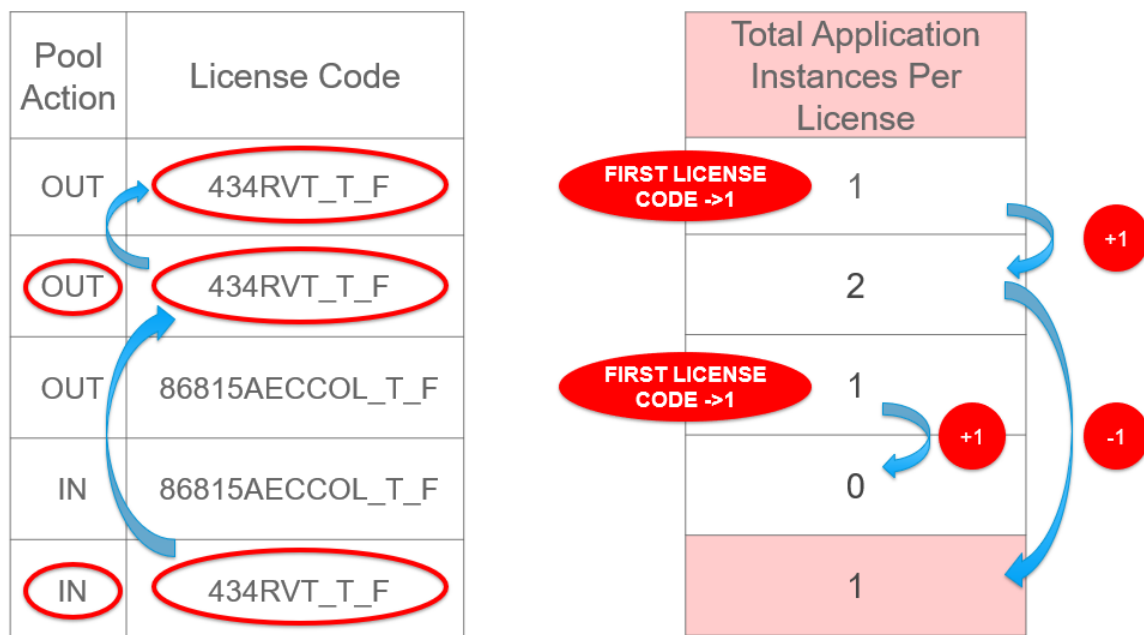 Pool
Action
License Code
Total Application
Instances Per
License
OUT
434RVT_T_F
FIRST LICENSE
CODE ->1
1
+1
OUT
434RVT_T_F
2
OUT
86815AECCOL_T_F
FIRST LICENSE
CODE ->1
1
+1
-1
IN
86815AECCOL_T_F
0
IN
434RVT_T_F
1